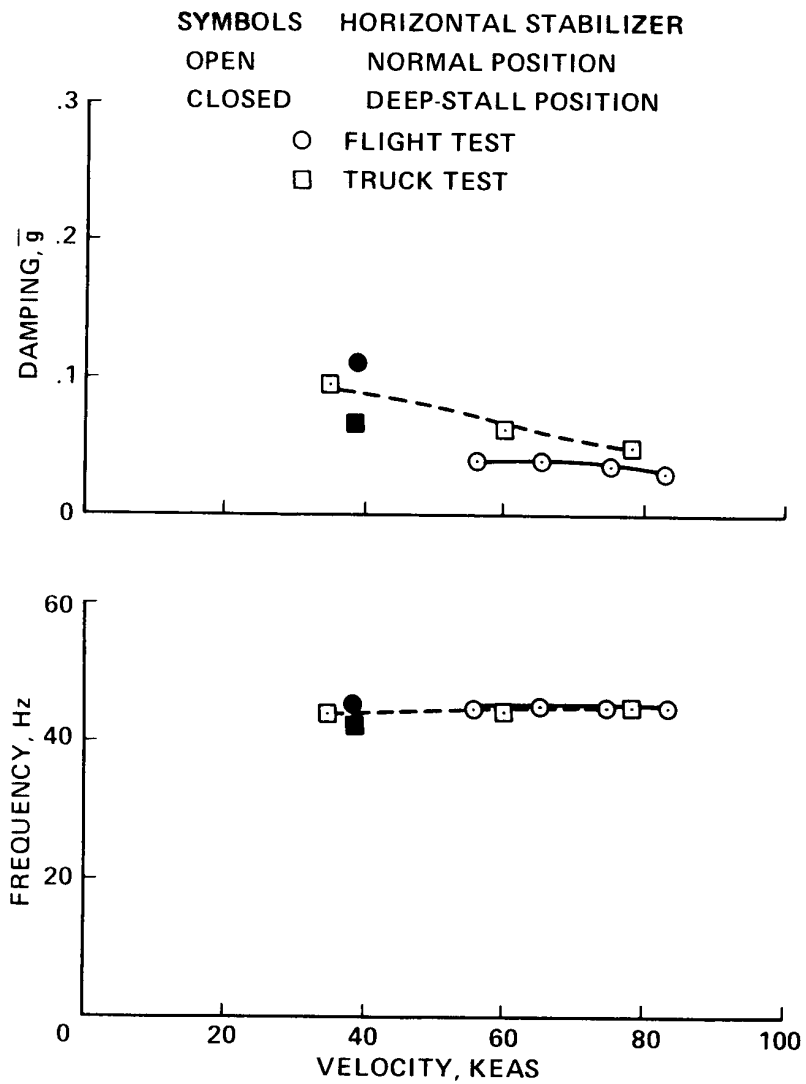 SYMBOLS HORIZONTAL STABILIZER
OPEN NORMAL POSITION
CLOSED DEEP-STALL POSITION
FLIGHT TEST
TRUCK TEST
.3
.2
.1
0
DAMPING, g̅
60
40
20
0
FREQUENCY, Hz
20 40 60 80 100
VELOCITY, KEAS